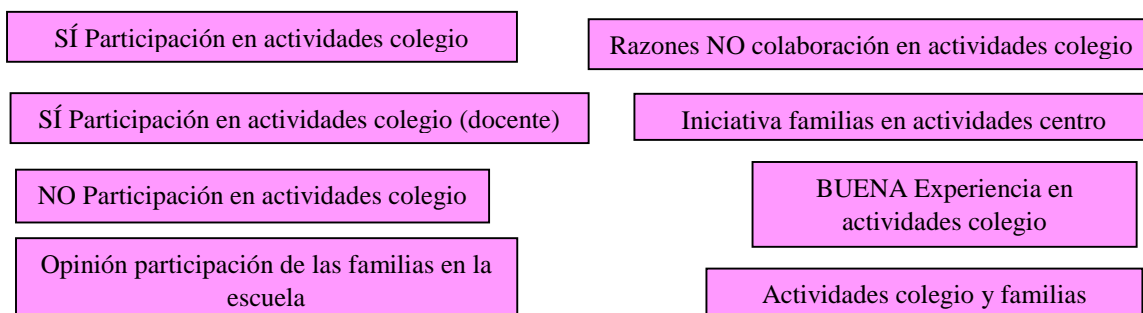 SÍ Participación en actividades colegio
Razones NO colaboración en actividades colegio
SÍ Participación en actividades colegio (docente)
Iniciativa familias en actividades centro
NO Participación en actividades colegio
BUENA Experiencia en
actividades colegio
Opinión participación de las familias en la
escuela
Actividades colegio y familias